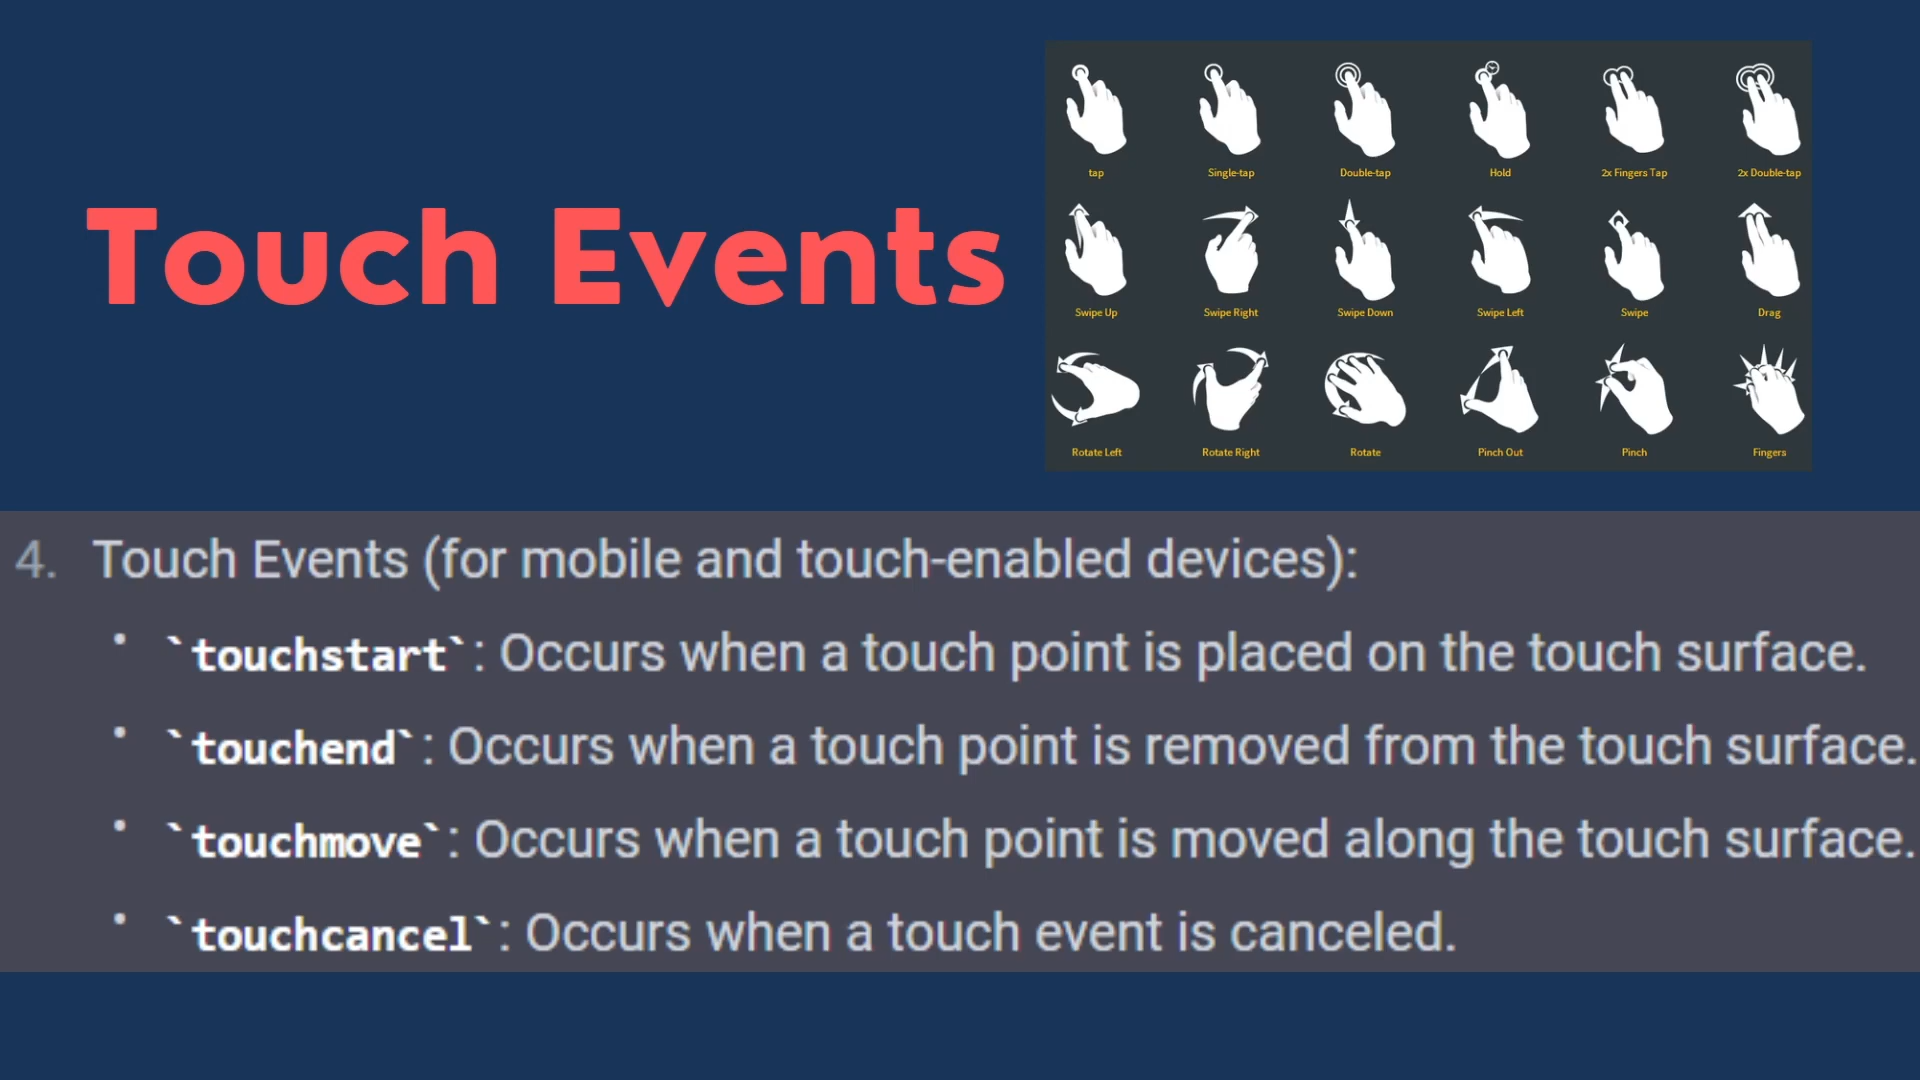 Touch Events
tap Single-tap Double-tap Hold 2x Fingers Tap 2x Double-tap
Swipe Up Swipe Right Swipe Down Swipe Left Swipe Drag
Rotate Left Rotate Right Rotate Pinch Out Pinch Fingers
4. Touch Events (for mobile and touch-enabled devices):
• `touchstart`: Occurs when a touch point is placed on the touch surface.
• `touchend`: Occurs when a touch point is removed from the touch surface.
• `touchmove`: Occurs when a touch point is moved along the touch surface.
• `touchcancel`: Occurs when a touch event is canceled.